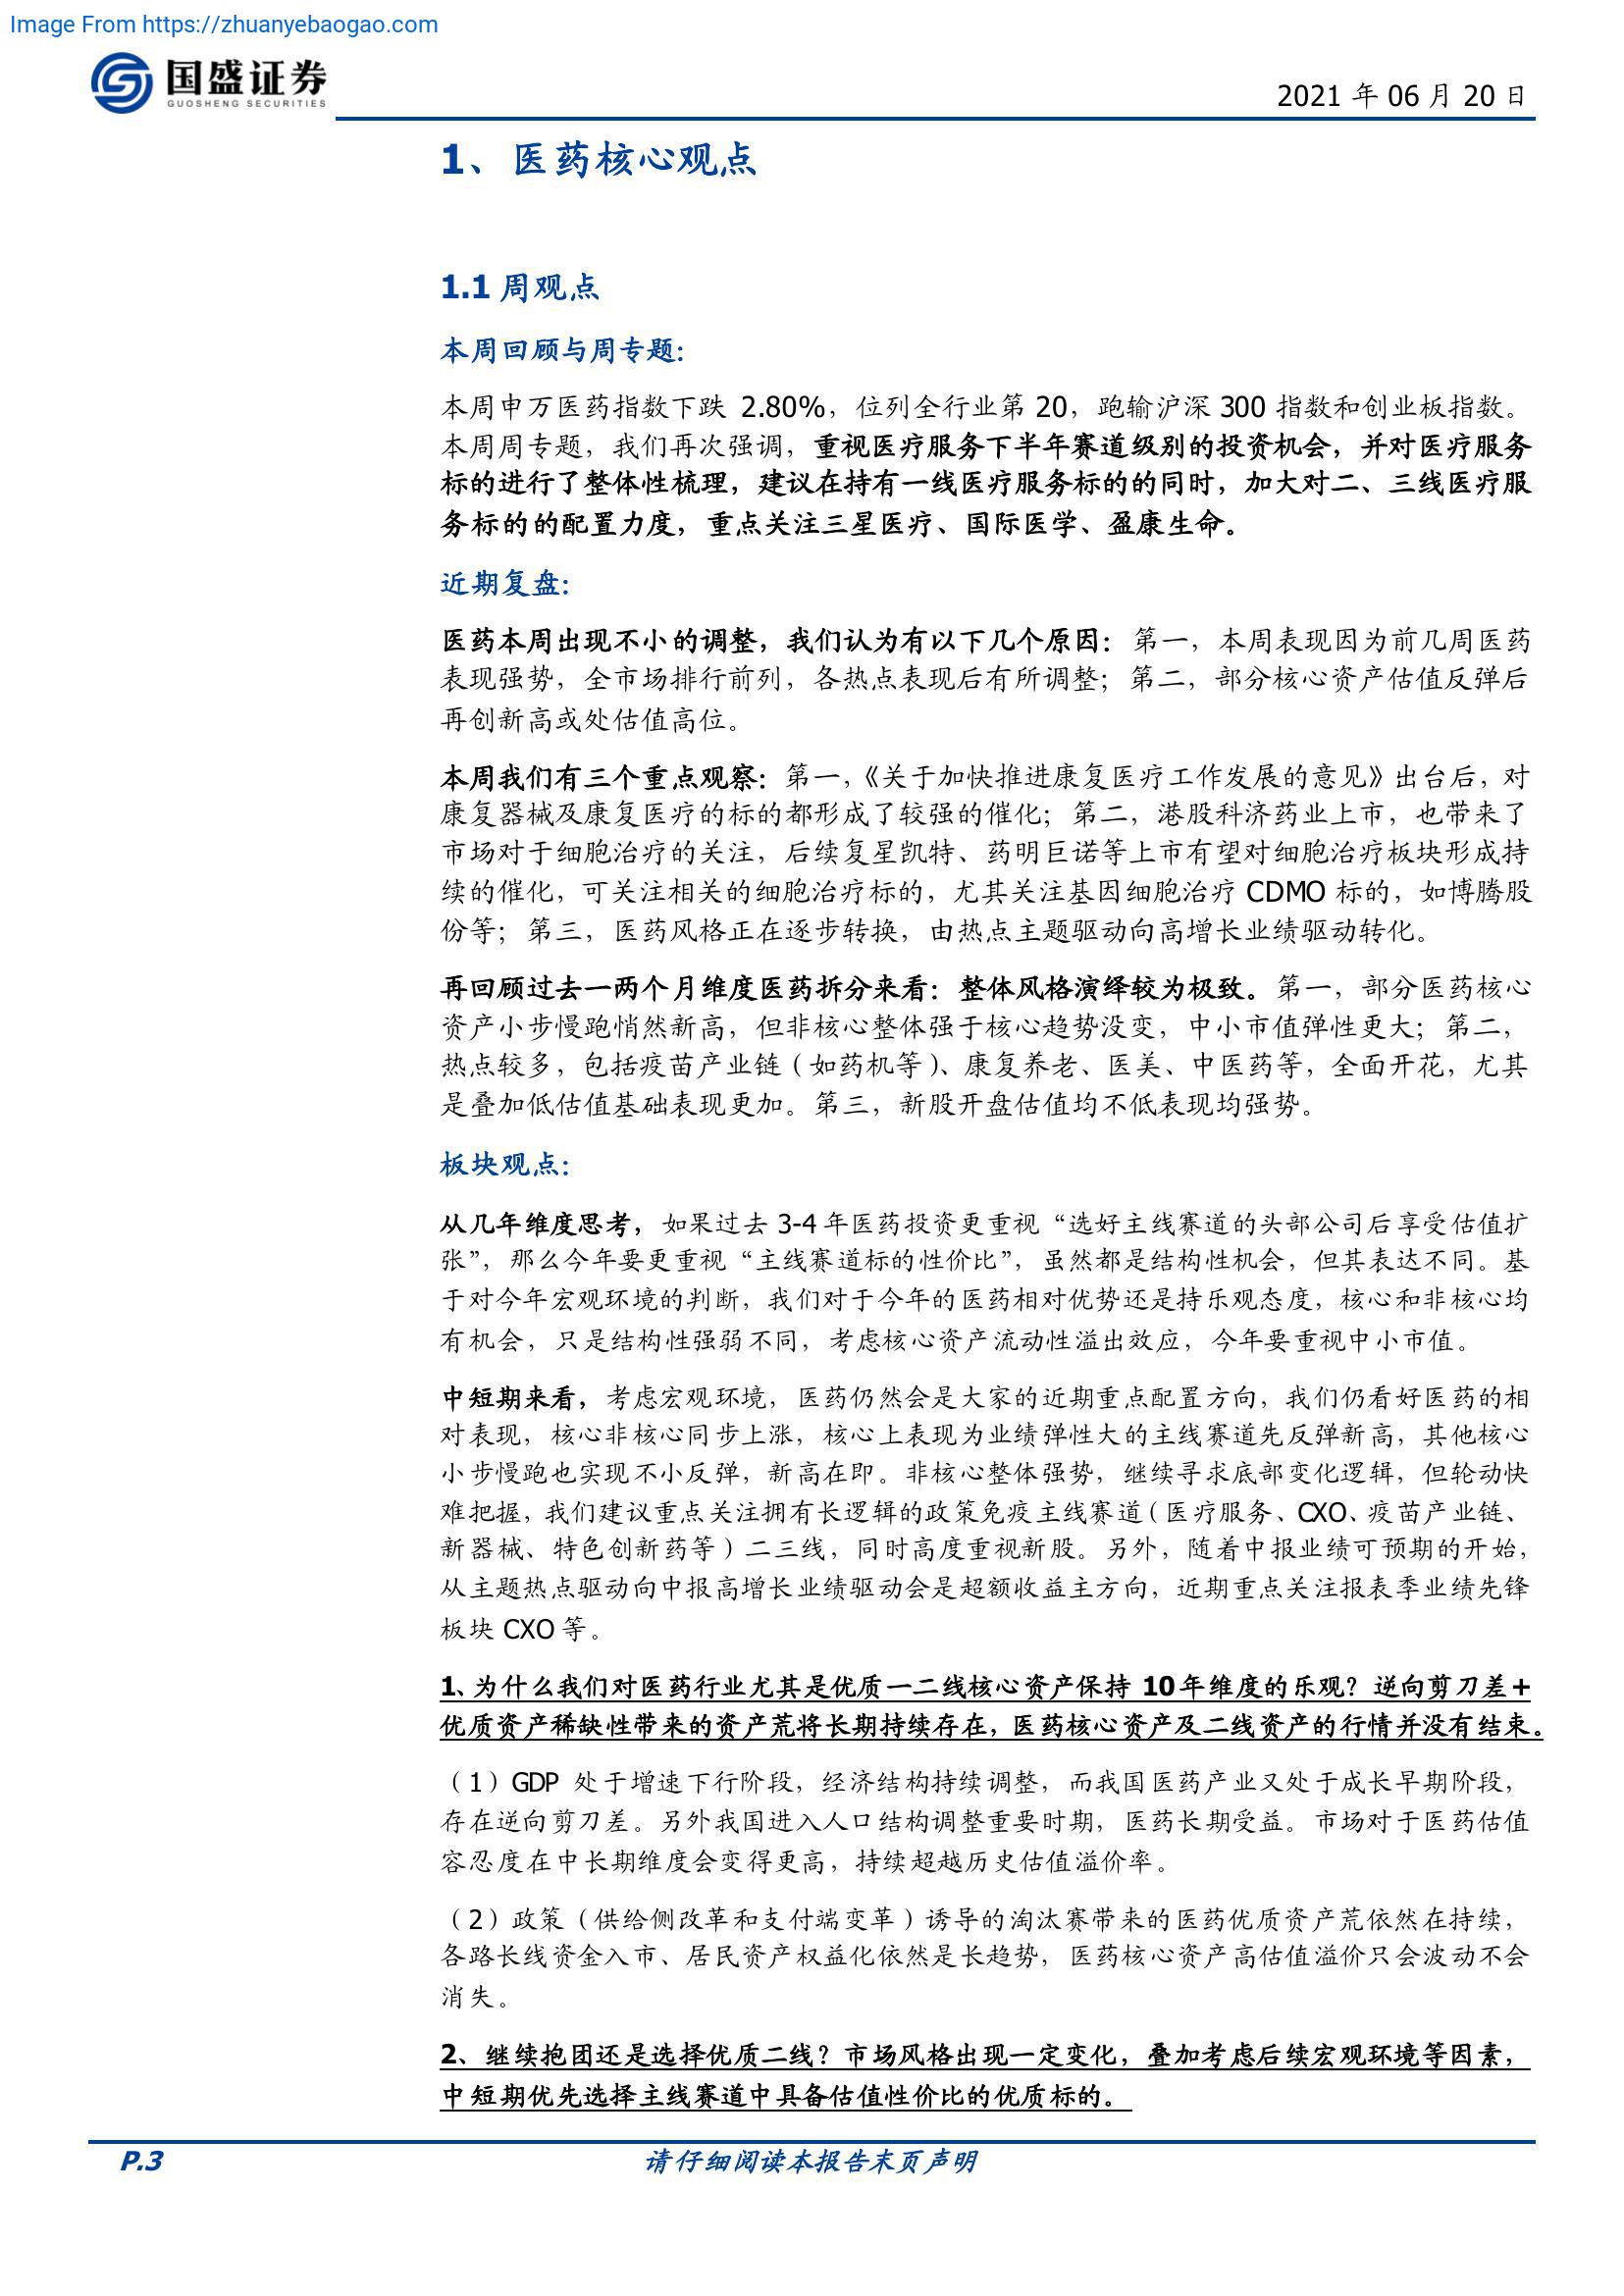 Image From https://zhuanyebaogao.com
国盛证券
GUOSHENG SECURITIES
2021 年 06 月 20 日
1、医药核心观点
1.1 周观点
本周回顾与周专题:
本周申万医药指数下跌 2.80%，位列全行业第 20，跑输沪深 300 指数和创业板指数。
本周周专题，我们再次强调，重视医疗服务下半年赛道级别的投资机会，并对医疗服务
标的进行了整体性梳理，建议在持有一线医疗服务标的的同时，加大对二、三线医疗服
务标的的配置力度，重点关注三星医疗、国际医学、盈康生命。
近期复盘:
医药本周出现不小的调整，我们认为有以下几个原因：第一，本周表现因为前几周医药
表现强势，全市场排行前列，各热点表现后有所调整；第二，部分核心资产估值反弹后
再创新高或处估值高位。
本周我们有三个重点观察：第一，《关于加快推进康复医疗工作发展的意见》出台后，对
康复器械及康复医疗的标的都形成了较强的催化；第二，港股科济药业上市，也带来了
市场对于细胞治疗的关注，后续复星凯特、药明巨诺等上市有望对细胞治疗板块形成持
续的催化，可关注相关的细胞治疗标的，尤其关注基因细胞治疗 CDMO 标的，如博腾股
份等；第三，医药风格正在逐步转换，由热点主题驱动向高增长业绩驱动转化。
再回顾过去一两个月维度医药拆分来看：整体风格演绎较为极致。第一，部分医药核心
资产小步慢跑悄然新高，但非核心整体强于核心趋势没变，中小市值弹性更大；第二，
热点较多，包括疫苗产业链（如药机等）、康复养老、医美、中医药等，全面开花，尤其
是叠加低估值基础表现更加。第三，新股开盘估值均不低表现均强势。
板块观点:
从几年维度思考，如果过去 3-4 年医药投资更重视“选好主线赛道的头部公司后享受估值扩
张”，那么今年要更重视“主线赛道标的性价比”，虽然都是结构性机会，但其表达不同。基
于对今年宏观环境的判断，我们对于今年的医药相对优势还是持乐观态度，核心和非核心均
有机会，只是结构性强弱不同，考虑核心资产流动性溢出效应，今年要重视中小市值。
中短期来看，考虑宏观环境，医药仍然会是大家的近期重点配置方向，我们仍看好医药的相
对表现，核心非核心同步上涨，核心上表现为业绩弹性大的主线赛道先反弹新高，其他核心
小步慢跑也实现不小反弹，新高在即。非核心整体强势，继续寻求底部变化逻辑，但轮动快
难把握，我们建议重点关注拥有长逻辑的政策免疫主线赛道（医疗服务、CXO、疫苗产业链、
新器械、特色创新药等）二三线，同时高度重视新股。另外，随着中报业绩可预期的开始，
从主题热点驱动向中报高增长业绩驱动会是超额收益主方向，近期重点关注报表季业绩先锋
板块 CXO 等。
1、为什么我们对医药行业尤其是优质一二线核心资产保持 10 年维度的乐观？逆向剪刀差+
优质资产稀缺性带来的资产荒将长期持续存在，医药核心资产及二线资产的行情并没有结束。
（1）GDP 处于增速下行阶段，经济结构持续调整，而我国医药产业又处于成长早期阶段，
存在逆向剪刀差。另外我国进入人口结构调整重要时期，医药长期受益。市场对于医药估值
容忍度在中长期维度会变得更高，持续超越历史估值溢价率。
（2）政策（供给侧改革和支付端变革）诱导的淘汰赛带来的医药优质资产荒依然在持续，
各路长线资金入市、居民资产权益化依然是长趋势，医药核心资产高估值溢价只会波动不会
消失。
2、继续抱团还是选择优质二线？市场风格出现一定变化，叠加考虑后续宏观环境等因素，
中短期优先选择主线赛道中具备估值性价比的优质标的。
P.3
请仔细阅读本报告末页声明